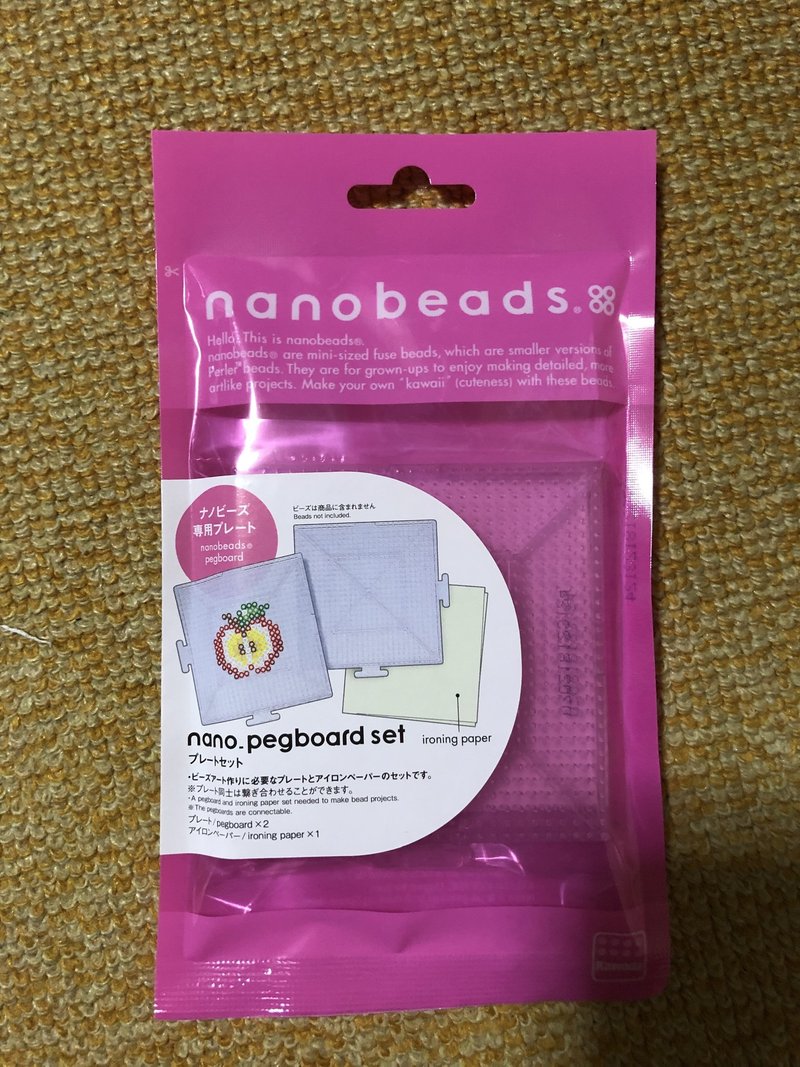 nanobeads®
Hello! This is nanobeads®.
nanobeads® are mini-sized fuse beads, which are smaller versions of
Perler™ beads. They are for grown-ups to enjoy making detailed, more
artlike projects. Make your own "kawaii" (cuteness) with these beads.
ナノビーズ
専用プレート
nanobeads®
pegboard
ビーズは商品に含まれません
Beads not included.
nano-pegboard set
ironing paper
プレートセット
・ビーズアート作りに必要なプレートとアイロンペーパーのセットです。
※プレート同士は繋ぎ合わせることができます。
・A pegboard and ironing paper set needed to make bead projects.
※The pegboards are connectable.
プレート/pegboard×2
アイロンペーパー/ironing paper×1